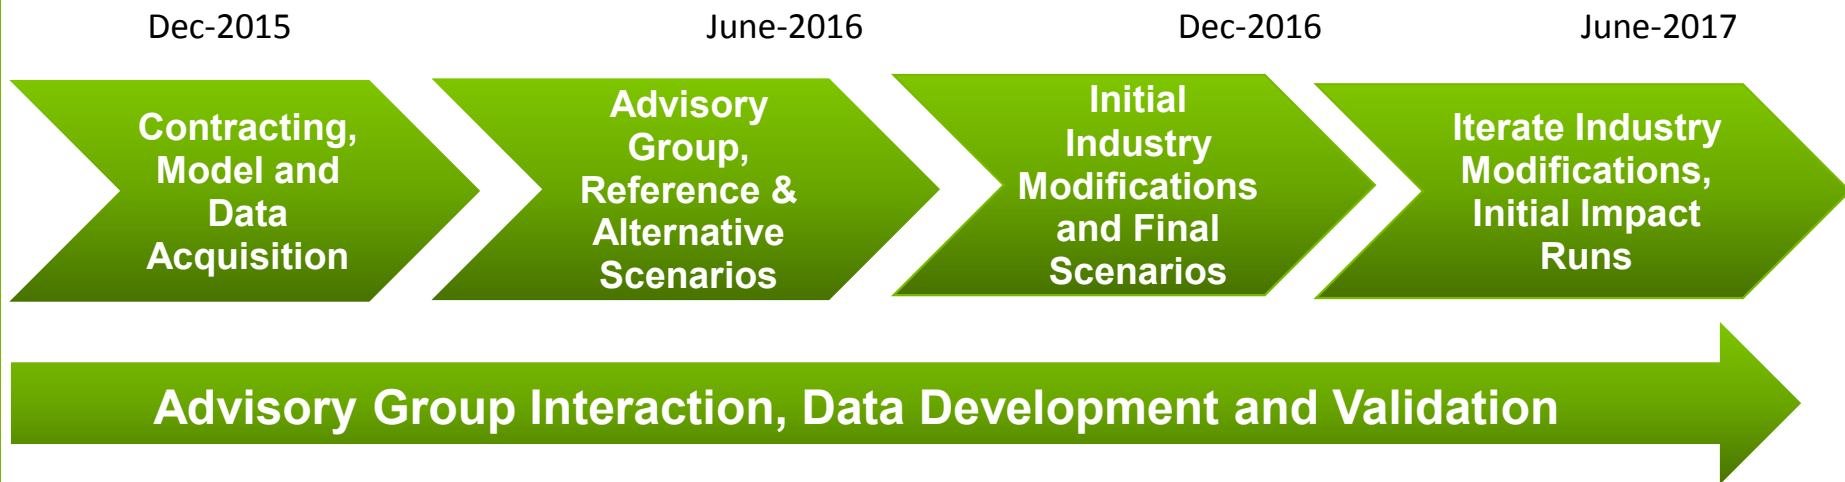 Dec-2015
June-2016
Dec-2016
June-2017
Contracting,
Model and
Data
Acquisition
Advisory
Group,
Reference &
Alternative
Scenarios
Initial
Industry
Modifications
and Final
Scenarios
Iterate Industry
Modifications,
Initial Impact
Runs
Advisory Group Interaction, Data Development and Validation